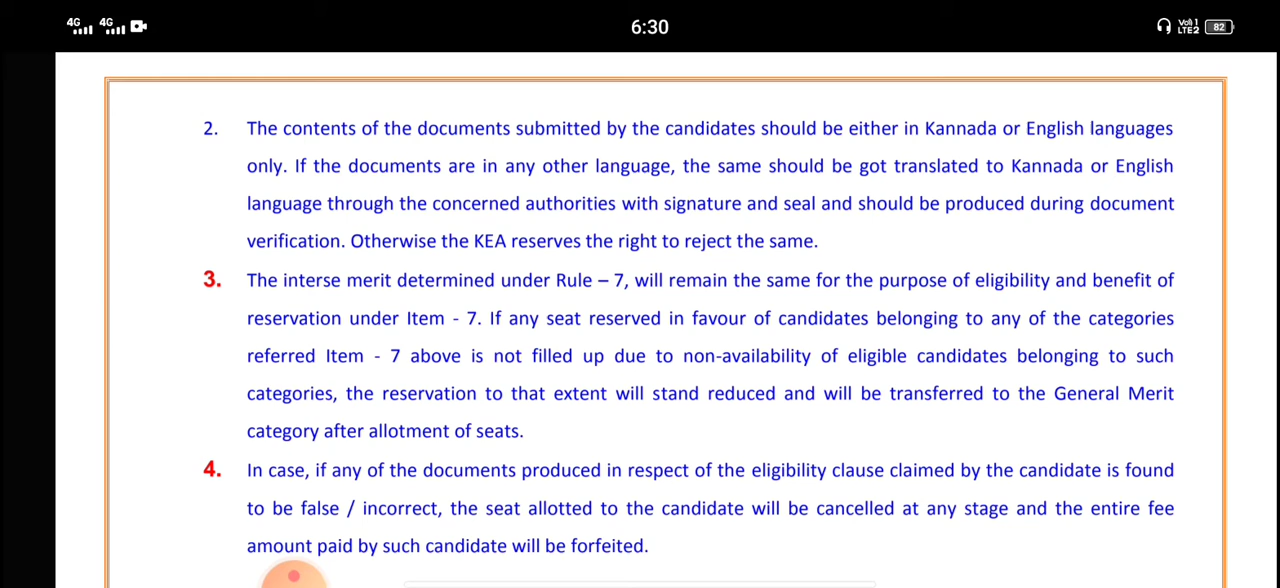 4G 4G 6:30 Vo)) 1 LTE2 82
2. The contents of the documents submitted by the candidates should be either in Kannada or English languages
only. If the documents are in any other language, the same should be got translated to Kannada or English
language through the concerned authorities with signature and seal and should be produced during document
verification. Otherwise the KEA reserves the right to reject the same.
3. The interse merit determined under Rule – 7, will remain the same for the purpose of eligibility and benefit of
reservation under Item - 7. If any seat reserved in favour of candidates belonging to any of the categories
referred Item - 7 above is not filled up due to non-availability of eligible candidates belonging to such
categories, the reservation to that extent will stand reduced and will be transferred to the General Merit
category after allotment of seats.
4. In case, if any of the documents produced in respect of the eligibility clause claimed by the candidate is found
to be false / incorrect, the seat allotted to the candidate will be cancelled at any stage and the entire fee
amount paid by such candidate will be forfeited.